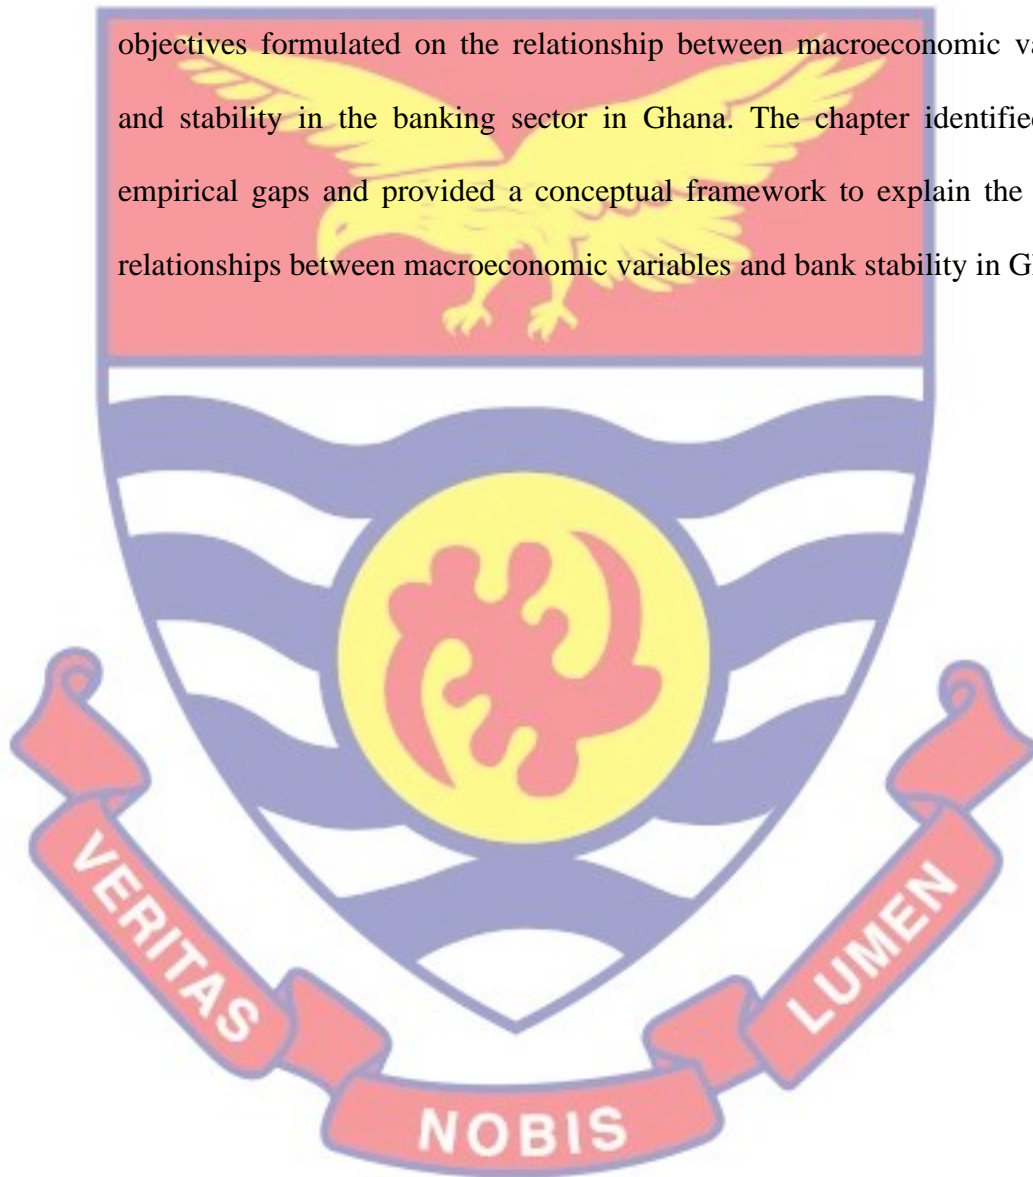 objectives formulated on the relationship between macroeconomic
and stability in the banking sector in Ghana. The chapter identified
empirical gaps and provided a conceptual framework to explain the
relationships between macroeconomic variables and bank stability in
VERITAS
NOBIS
LUMEN